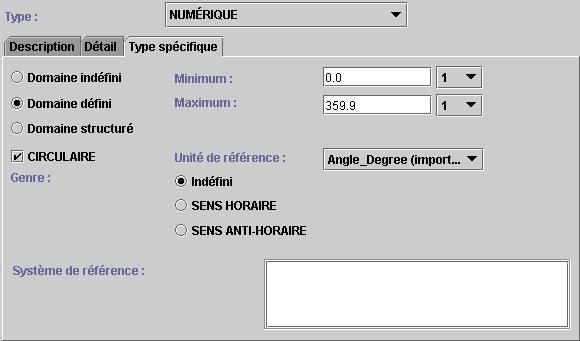 Type : NUMÉRIQUE
Description Détail Type spécifique
Domaine indéfini Minimum : 0.0 1
Domaine défini Maximum : 359.9 1
Domaine structuré
CIRCULAIRE Unité de référence : Angle_Degree (import...
Genre : Indéfini
SENS HORAIRE
SENS ANTI-HORAIRE
Système de référence :